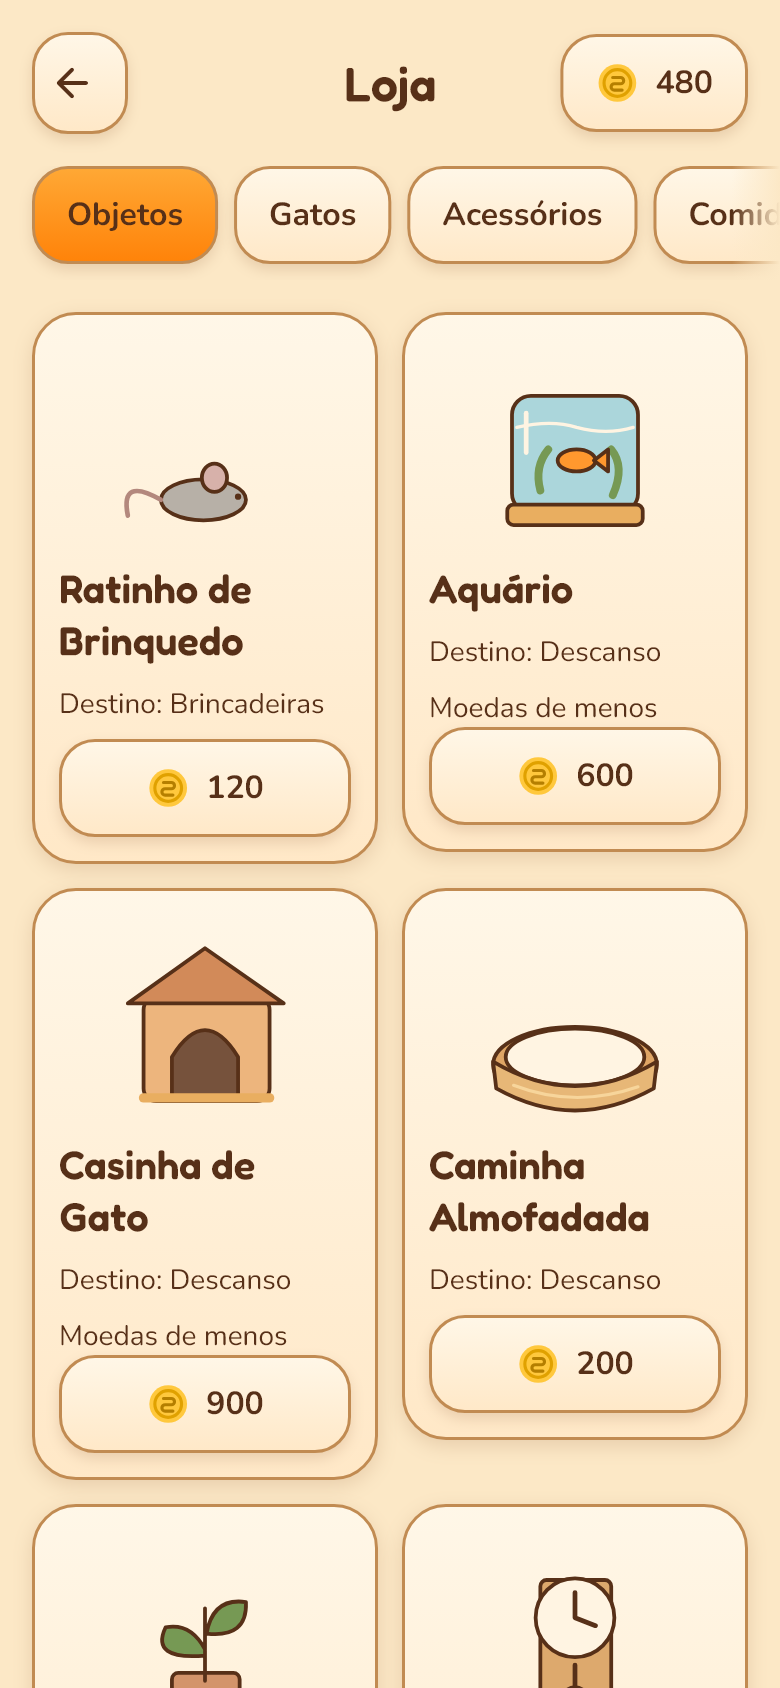 Loja
480
Objetos
Gatos
Acessórios
Ratinho de
Brinquedo
Destino: Brincadeiras
120
Aquário
Destino: Descanso
Moedas de menos
600
Casinha de
Gato
Destino: Descanso
Moedas de menos
900
Caminha
Almofadada
Destino: Descanso
200